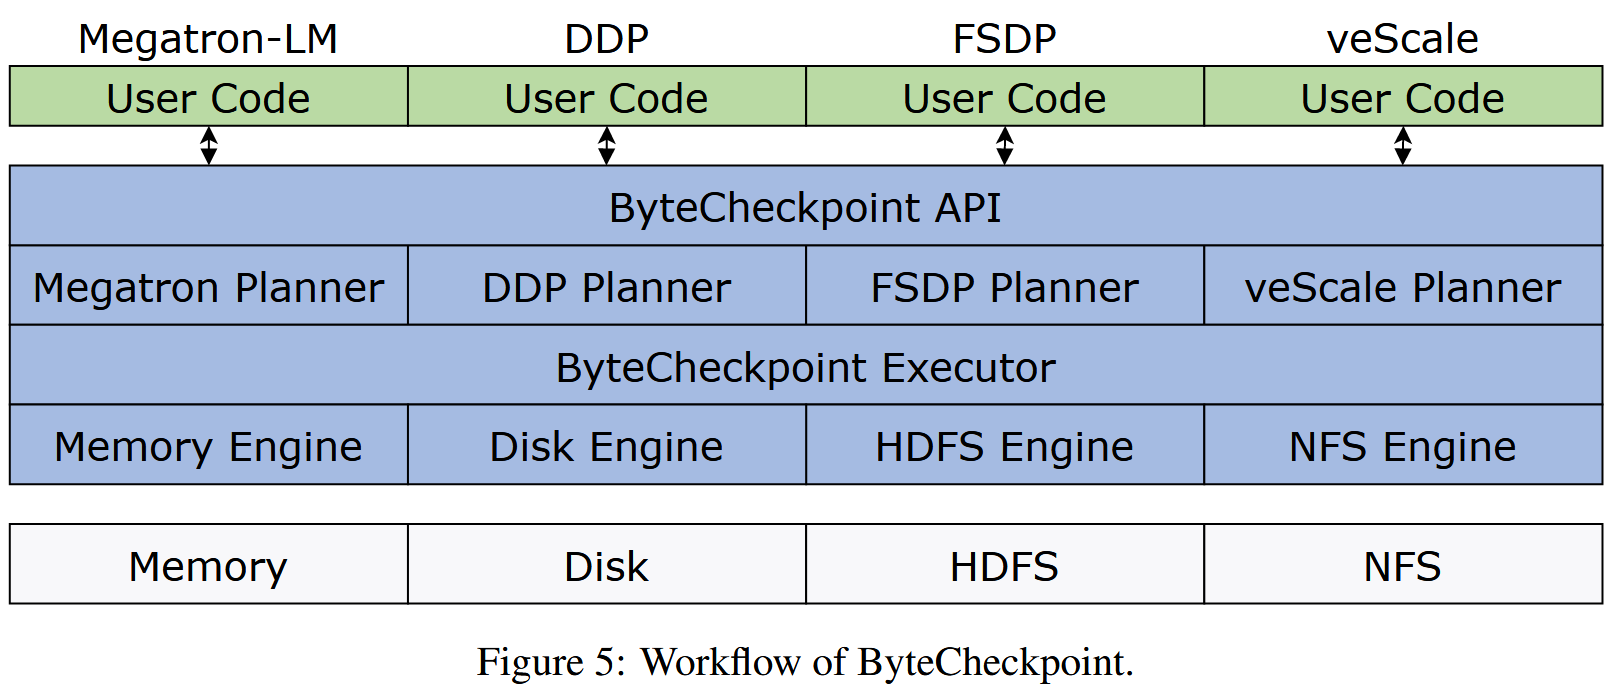 Megatron-LM DDP FSDP veScale
User Code User Code User Code User Code
ByteCheckpoint API
Megatron Planner DDP Planner FSDP Planner veScale Planner
ByteCheckpoint Executor
Memory Engine Disk Engine HDFS Engine NFS Engine
Memory Disk HDFS NFS
Figure 5: Workflow of ByteCheckpoint.